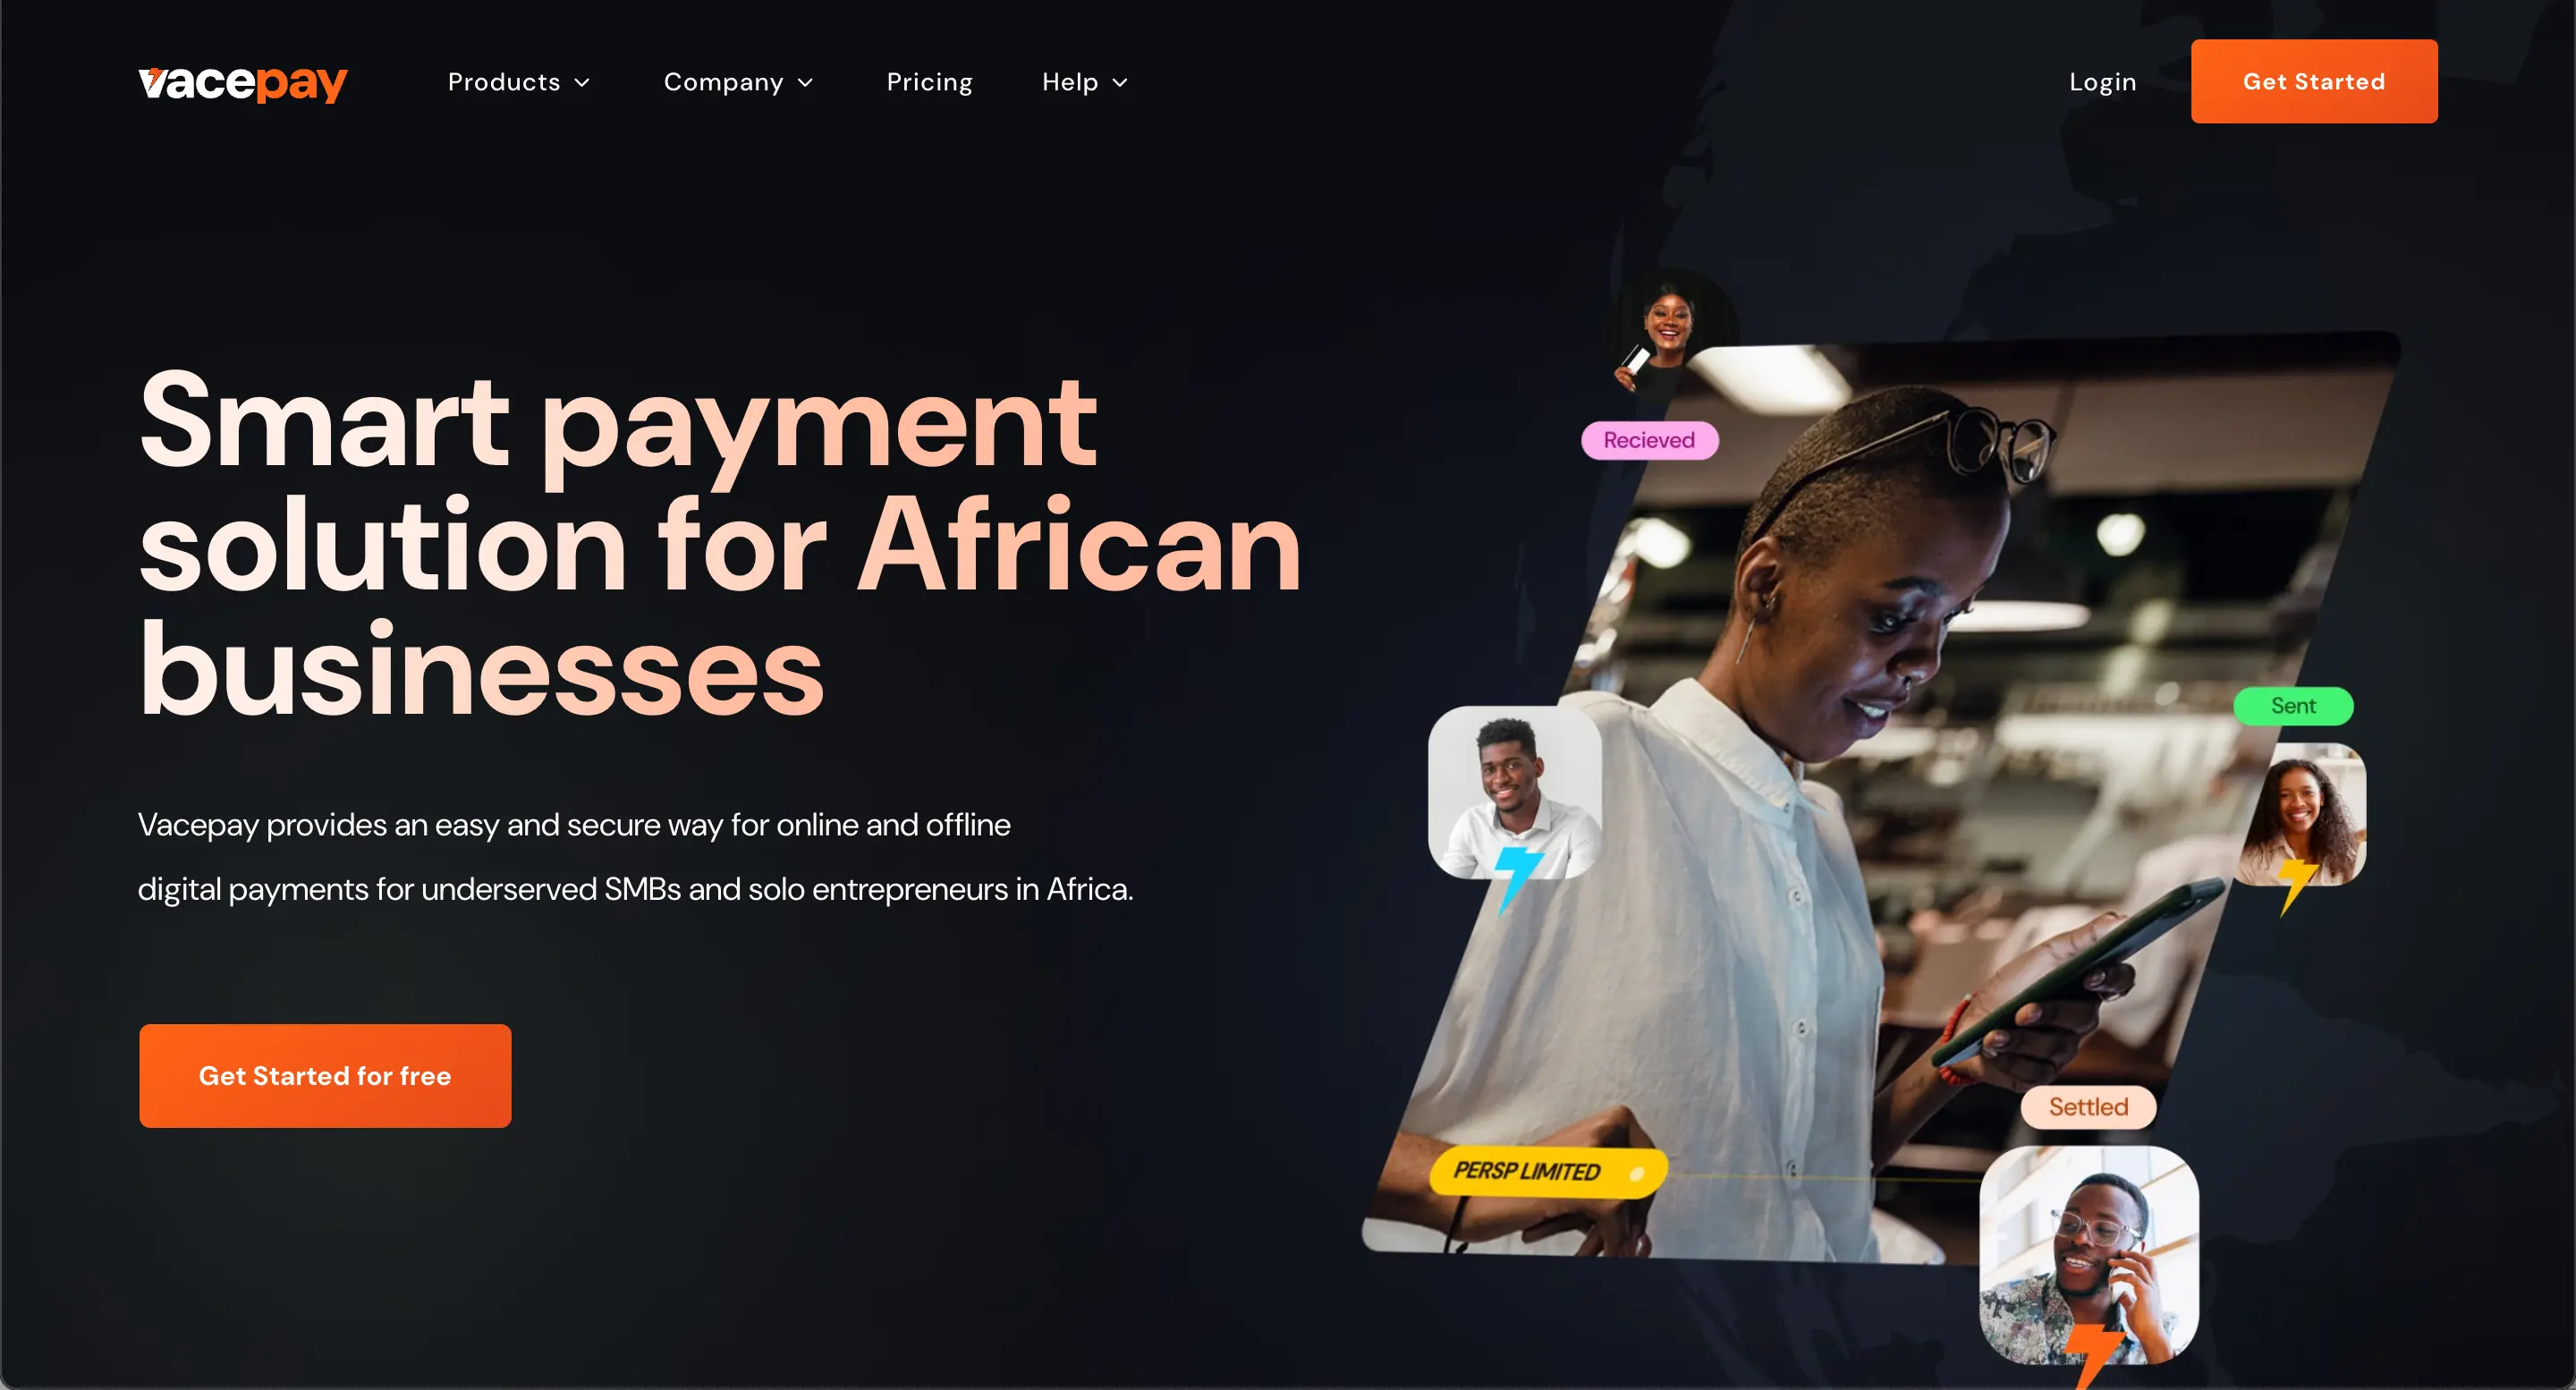 vacepay
Products
Company
Pricing
Help
Login
Get Started
Smart payment
solution for African
businesses
Vacepay provides an easy and secure way for online and offline
digital payments for underserved SMBs and solo entrepreneurs in Africa.
Get Started for free
Recieved
Sent
Settled
PERSP LIMITED